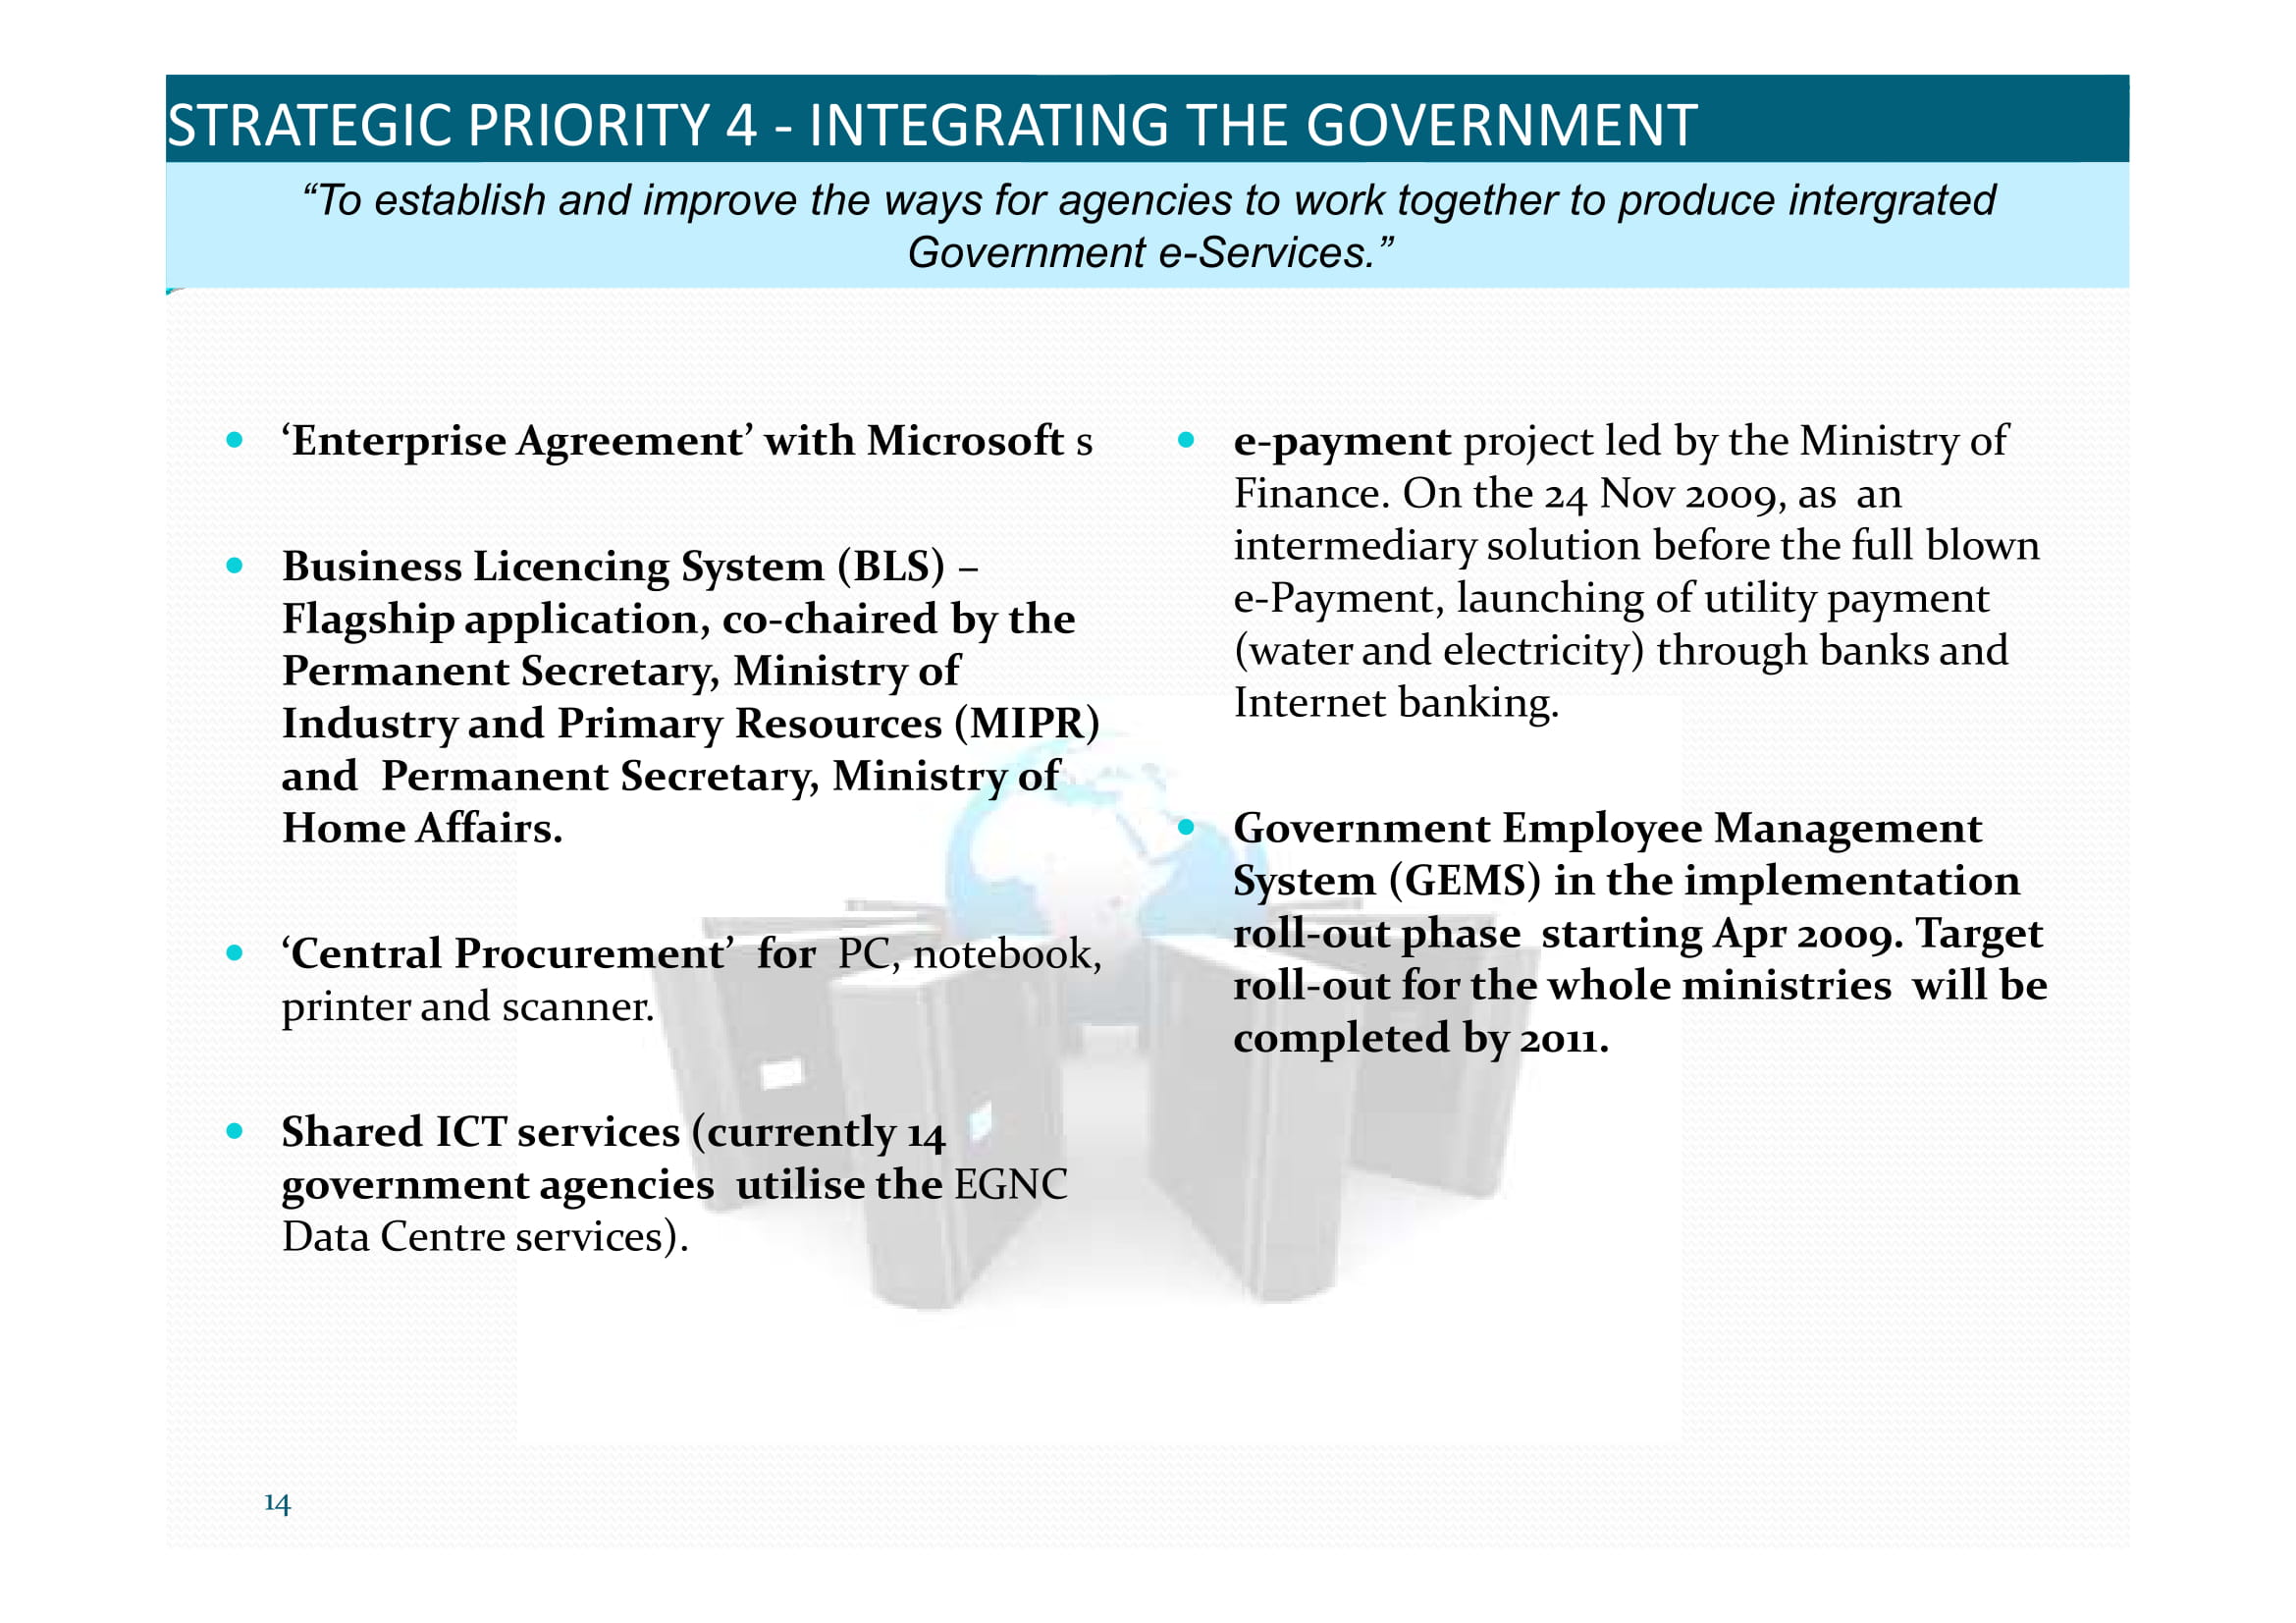 STRATEGIC PRIORITY 4 - INTEGRATING THE GOVERNMENT
“To establish and improve the ways for agencies to work together to produce intergrated
Government e-Services.”
• ‘Enterprise Agreement’ with Microsoft s
• Business Licencing System (BLS) –
Flagship application, co-chaired by the
Permanent Secretary, Ministry of
Industry and Primary Resources (MIPR)
and Permanent Secretary, Ministry of
Home Affairs.
• ‘Central Procurement’ for PC, notebook,
printer and scanner.
• Shared ICT services (currently 14
government agencies utilise the EGNC
Data Centre services).
• e-payment project led by the Ministry of
Finance. On the 24 Nov 2009, as an
intermediary solution before the full blown
e-Payment, launching of utility payment
(water and electricity) through banks and
Internet banking.
• Government Employee Management
System (GEMS) in the implementation
roll-out phase starting Apr 2009. Target
roll-out for the whole ministries will be
completed by 2011.
14